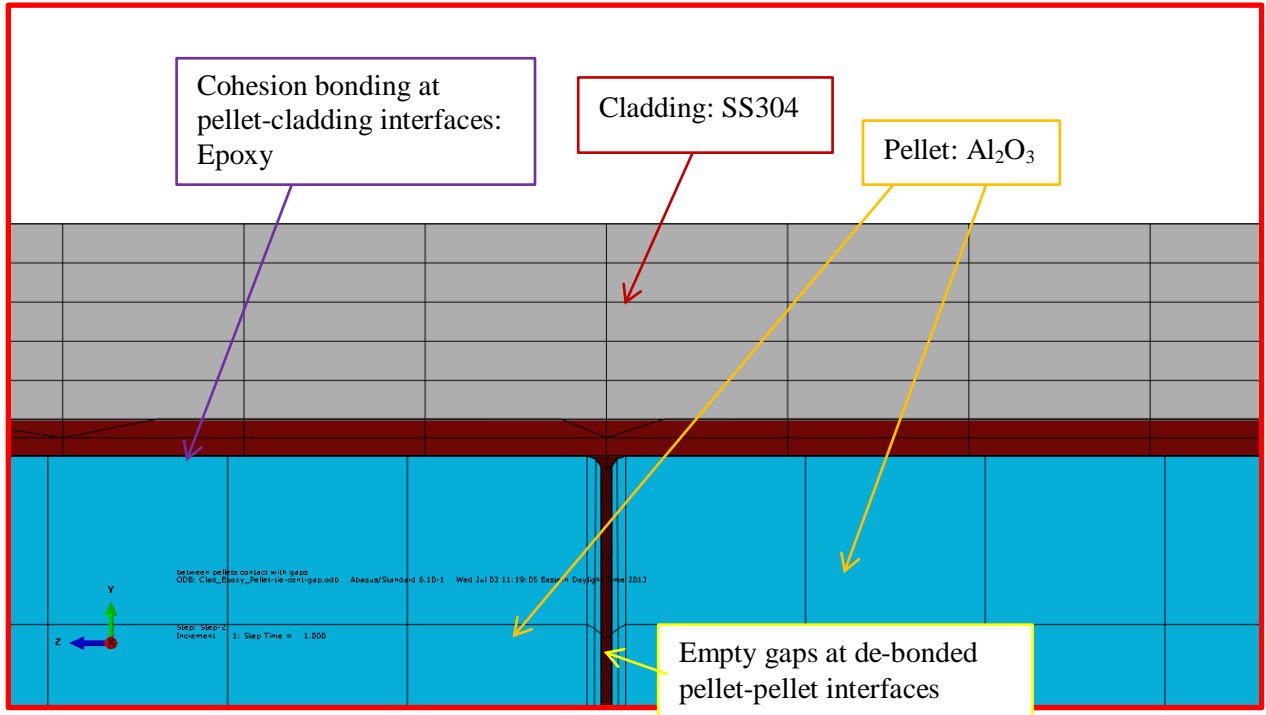 Cohesion bonding at
pellet-cladding interfaces:
Epoxy
Cladding: SS304
Pellet: Al₂O₃
between pellets contact with gaps
ODB: Clad_Epoxy_Pellet-tie-cont-gap.odb Abaqus/Standard 6.10-1 Wed Jul 03 11:19:05 Eastern Daylight Time 2013
Y
Step: Step-2
Increment 1: Step Time = 1.000
Z
X
Empty gaps at de-bonded
pellet-pellet interfaces